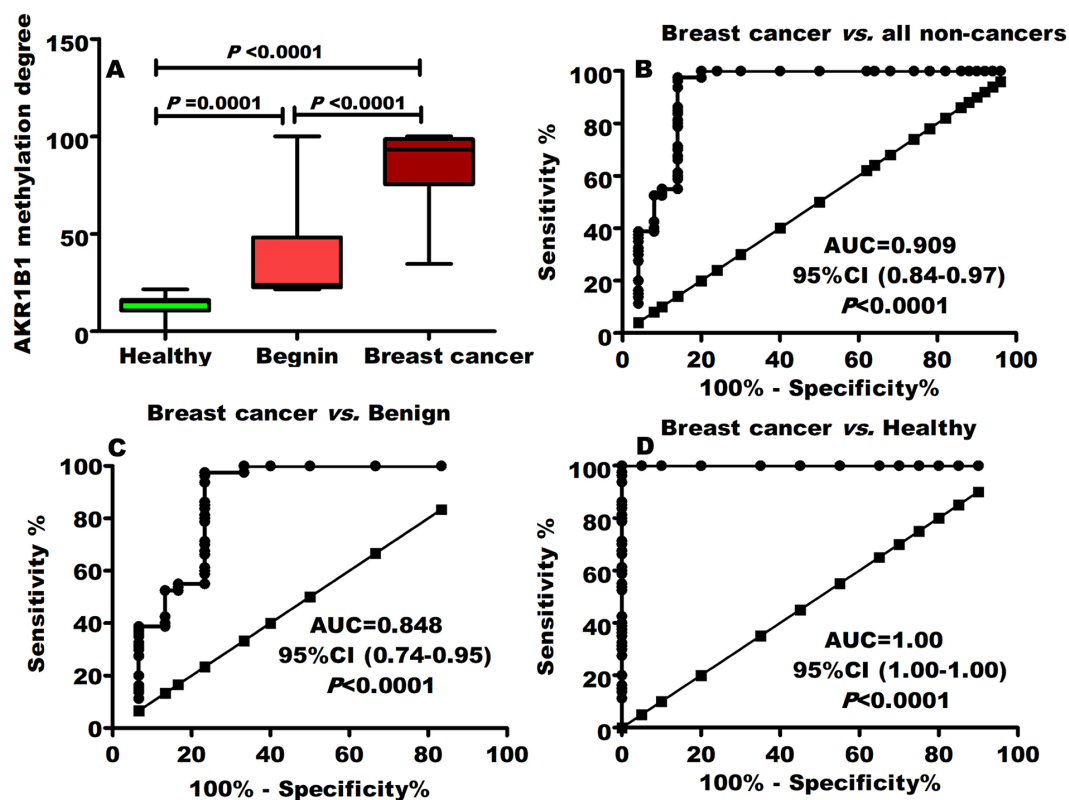 A
AKR1B1 methylation degree
150
100
50
0
P <0.0001
P =0.0001
P <0.0001
Healthy
Begnin
Breast cancer
Breast cancer vs. all non-cancers
B
Sensitivity %
100
80
60
40
20
0
AUC=0.909
95%CI (0.84-0.97)
P<0.0001
0 20 40 60 80 100
100% - Specificity%
Breast cancer vs. Benign
C
Sensitivity %
100
80
60
40
20
0
AUC=0.848
95%CI (0.74-0.95)
P<0.0001
0 20 40 60 80 100
100% - Specificity%
Breast cancer vs. Healthy
D
Sensitivity %
100
80
60
40
20
0
AUC=1.00
95%CI (1.00-1.00)
P<0.0001
0 20 40 60 80 100
100% - Specificity%